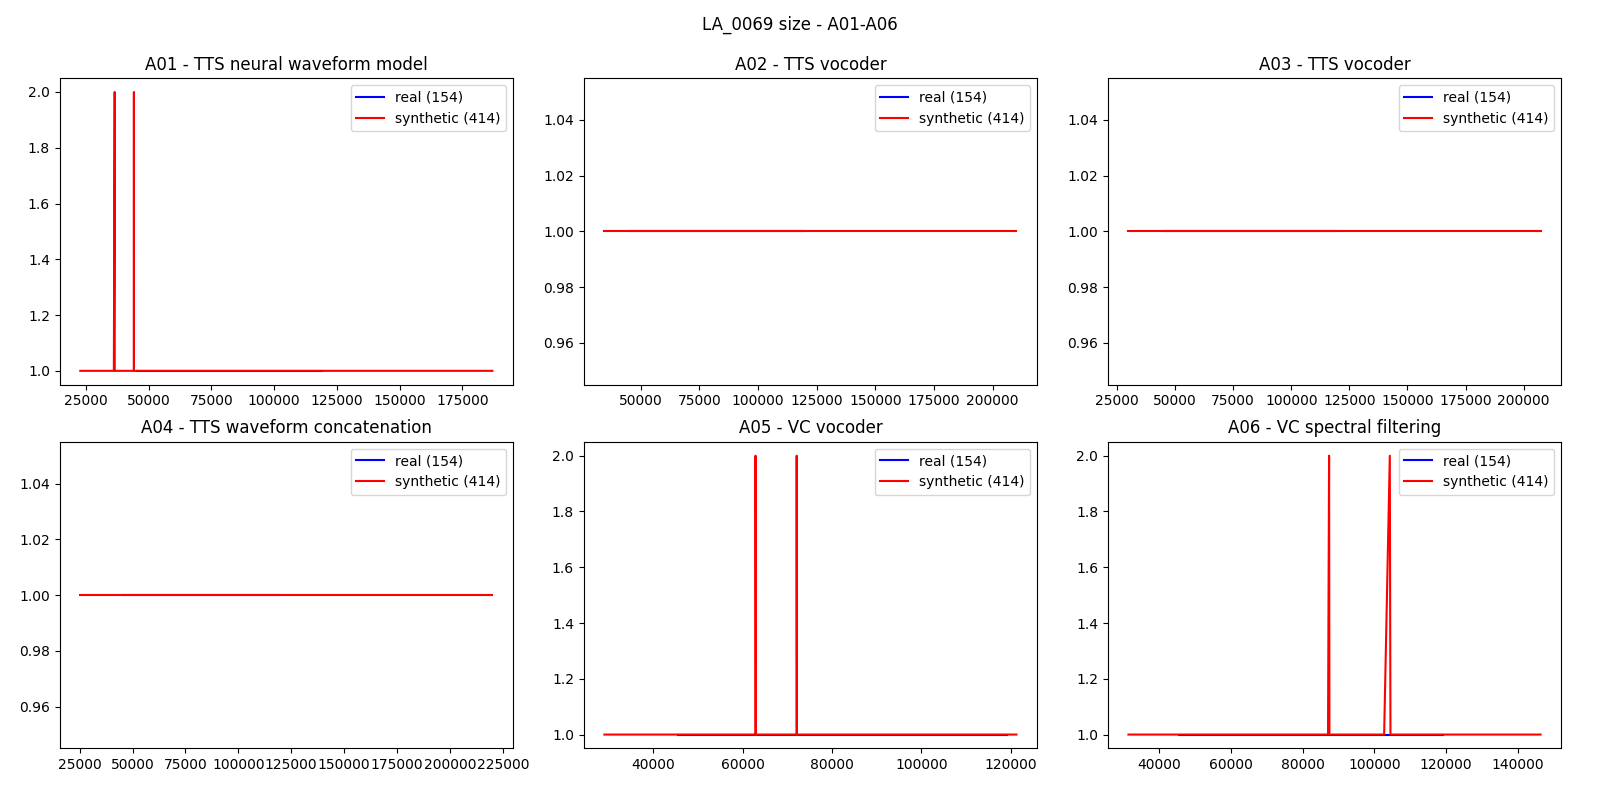 LA_0069 size - A01-A06
A01 - TTS neural waveform model
real (154)
synthetic (414)
2.0
1.8
1.6
1.4
1.2
1.0
25000 50000 75000 100000 125000 150000 175000
A02 - TTS vocoder
real (154)
synthetic (414)
1.04
1.02
1.00
0.98
0.96
50000 75000 100000 125000 150000 175000 200000
A03 - TTS vocoder
real (154)
synthetic (414)
1.04
1.02
1.00
0.98
0.96
25000 50000 75000 100000 125000 150000 175000 200000
A04 - TTS waveform concatenation
real (154)
synthetic (414)
1.04
1.02
1.00
0.98
0.96
25000 50000 75000 100000 125000 150000 175000 200000 225000
A05 - VC vocoder
real (154)
synthetic (414)
2.0
1.8
1.6
1.4
1.2
1.0
40000 60000 80000 100000 120000
A06 - VC spectral filtering
real (154)
synthetic (414)
2.0
1.8
1.6
1.4
1.2
1.0
40000 60000 80000 100000 120000 140000